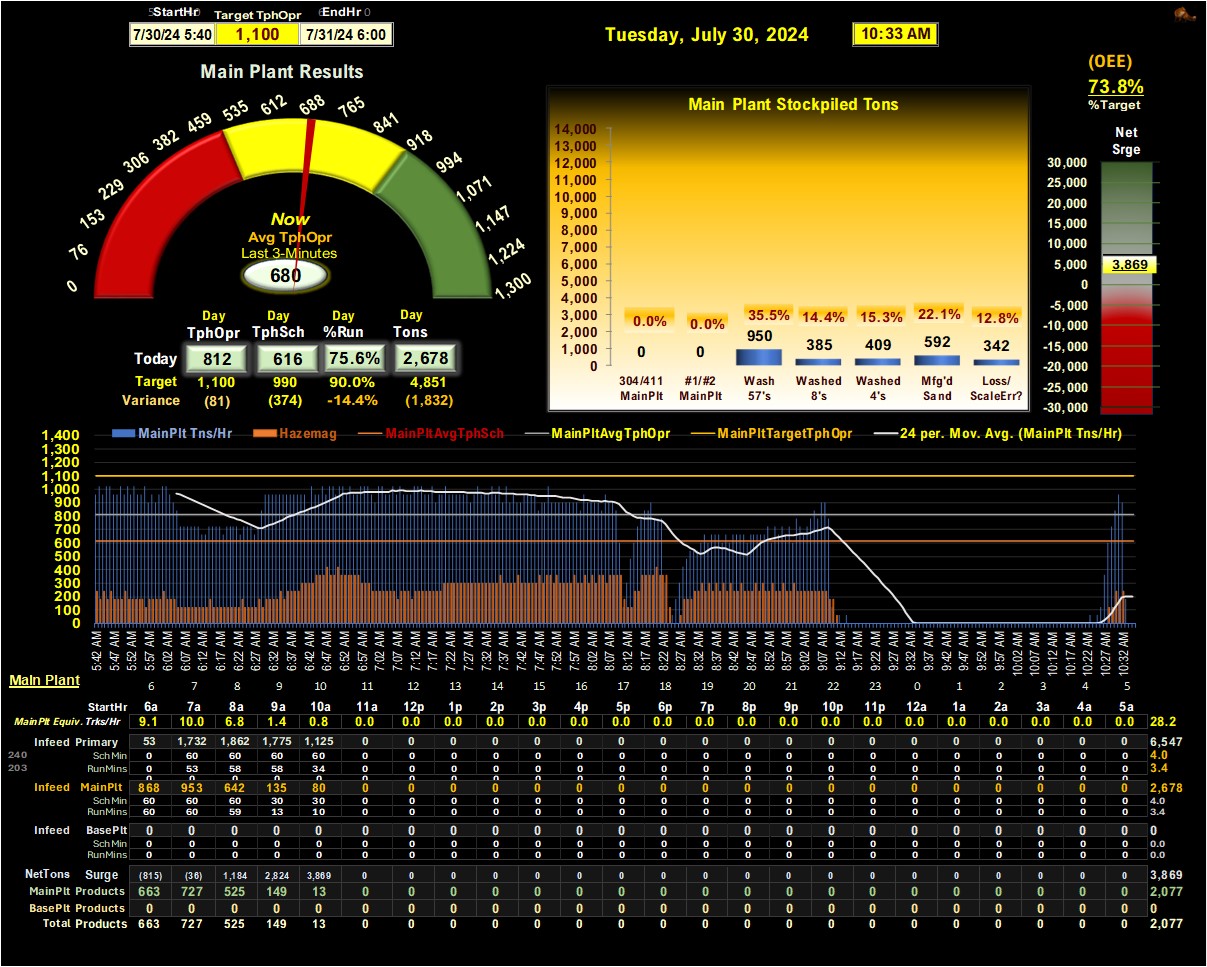 StartHr Target TphOpr EndHr
7/30/24 5:40 1,100 7/31/24 6:00
Tuesday, July 30, 2024 10:33 AM
(OEE)
73.8%
%Target
Main Plant Results
0 76 153 229 306 382 459 535 612 688 765 841 918 994 1,071 1,147 1,224 1,300
Now
Avg TphOpr
Last 3-Minutes
680
Day Day Day Day
TphOpr TphSch %Run Tons
Today 812 616 75.6% 2,678
Target 1,100 990 90.0% 4,851
Variance (81) (374) -14.4% (1,832)
Main Plant Stockpiled Tons
14,000
13,000
12,000
11,000
10,000
9,000
8,000
7,000
6,000
5,000
4,000
3,000
2,000
1,000
0
0.0% 0.0% 35.5% 14.4% 15.3% 22.1% 12.8%
0 0 950 385 409 592 342
304/411 #1/#2 Wash Washed Washed Mfg'd Loss/
MainPlt MainPlt 57's 8's 4's Sand ScaleErr?
Net
Srge
30,000
25,000
20,000
15,000
10,000
5,000
3,869
0
-5,000
-10,000
-15,000
-20,000
-25,000
-30,000
MainPlt Tns/Hr Hazemag MainPltAvgTphSch MainPltAvgTphOpr MainPltTargetTphOpr 24 per. Mov. Avg. (MainPlt Tns/Hr)
1,400
1,300
1,200
1,100
1,000
900
800
700
600
500
400
300
200
100
0
5:42 AM 5:47 AM 5:52 AM 5:57 AM 6:02 AM 6:07 AM 6:12 AM 6:17 AM 6:22 AM 6:27 AM 6:32 AM 6:37 AM 6:42 AM 6:47 AM 6:52 AM 6:57 AM 7:02 AM 7:07 AM 7:12 AM 7:17 AM 7:22 AM 7:27 AM 7:32 AM 7:37 AM 7:42 AM 7:47 AM 7:52 AM 7:57 AM 8:02 AM 8:07 AM 8:12 AM 8:17 AM 8:22 AM 8:27 AM 8:32 AM 8:37 AM 8:42 AM 8:47 AM 8:52 AM 8:57 AM 9:02 AM 9:07 AM 9:12 AM 9:17 AM 9:22 AM 9:27 AM 9:32 AM 9:37 AM 9:42 AM 9:47 AM 9:52 AM 9:57 AM 10:02 AM 10:07 AM 10:12 AM 10:17 AM 10:22 AM 10:27 AM 10:32 AM
Main Plant
6 7 8 9 10 11 12 13 14 15 16 17 18 19 20 21 22 23 0 1 2 3 4 5
StartHr 6a 7a 8a 9a 10a 11a 12p 1p 2p 3p 4p 5p 6p 7p 8p 9p 10p 11p 12a 1a 2a 3a 4a 5a
MainPlt Equiv. Trks/Hr 9.1 10.0 6.8 1.4 0.8 0.0 0.0 0.0 0.0 0.0 0.0 0.0 0.0 0.0 0.0 0.0 0.0 0.0 0.0 0.0 0.0 0.0 0.0 0.0 28.2
Infeed Primary 53 1,732 1,862 1,775 1,125 0 0 0 0 0 0 0 0 0 0 0 0 0 0 0 0 0 0 0 6,547
240 SchMin 0 60 60 60 60 0 0 0 0 0 0 0 0 0 0 0 0 0 0 0 0 0 0 0 4.0
203 RunMins 0 53 58 58 34 0 0 0 0 0 0 0 0 0 0 0 0 0 0 0 0 0 0 0 3.4
Infeed MainPlt 868 953 642 135 80 0 0 0 0 0 0 0 0 0 0 0 0 0 0 0 0 0 0 0 2,678
SchMin 60 60 60 30 30 0 0 0 0 0 0 0 0 0 0 0 0 0 0 0 0 0 0 0 4.0
RunMins 60 60 59 13 10 0 0 0 0 0 0 0 0 0 0 0 0 0 0 0 0 0 0 0 3.4
Infeed BasePlt 0 0 0 0 0 0 0 0 0 0 0 0 0 0 0 0 0 0 0 0 0 0 0 0 0
SchMin 0 0 0 0 0 0 0 0 0 0 0 0 0 0 0 0 0 0 0 0 0 0 0 0 0.0
RunMins 0 0 0 0 0 0 0 0 0 0 0 0 0 0 0 0 0 0 0 0 0 0 0 0 0.0
NetTons Surge (815) (36) 1,184 2,824 3,869 0 0 0 0 0 0 0 0 0 0 0 0 0 0 0 0 0 0 0 3,869
MainPlt Products 663 727 525 149 13 0 0 0 0 0 0 0 0 0 0 0 0 0 0 0 0 0 0 0 2,077
BasePlt Products 0 0 0 0 0 0 0 0 0 0 0 0 0 0 0 0 0 0 0 0 0 0 0 0 0
Total Products 663 727 525 149 13 0 0 0 0 0 0 0 0 0 0 0 0 0 0 0 0 0 0 0 2,077